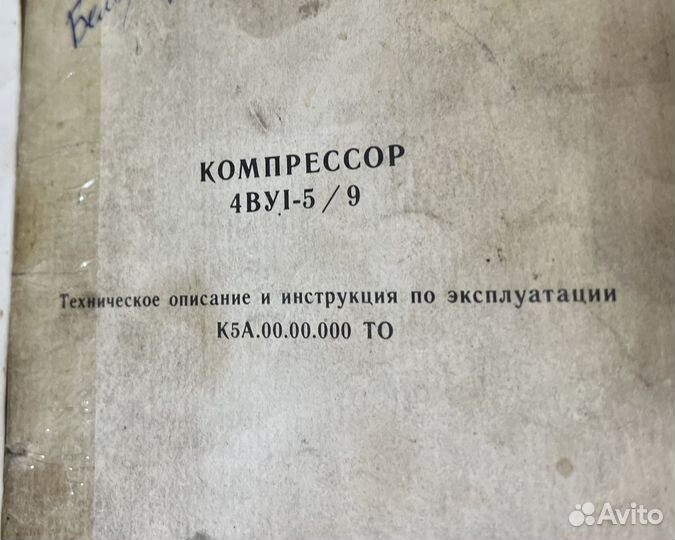 КОМПРЕССОР
4ВУ1-5/9
Техническое описание и инструкция по эксплуатации
К5А.00.00.000 ТО
Avito